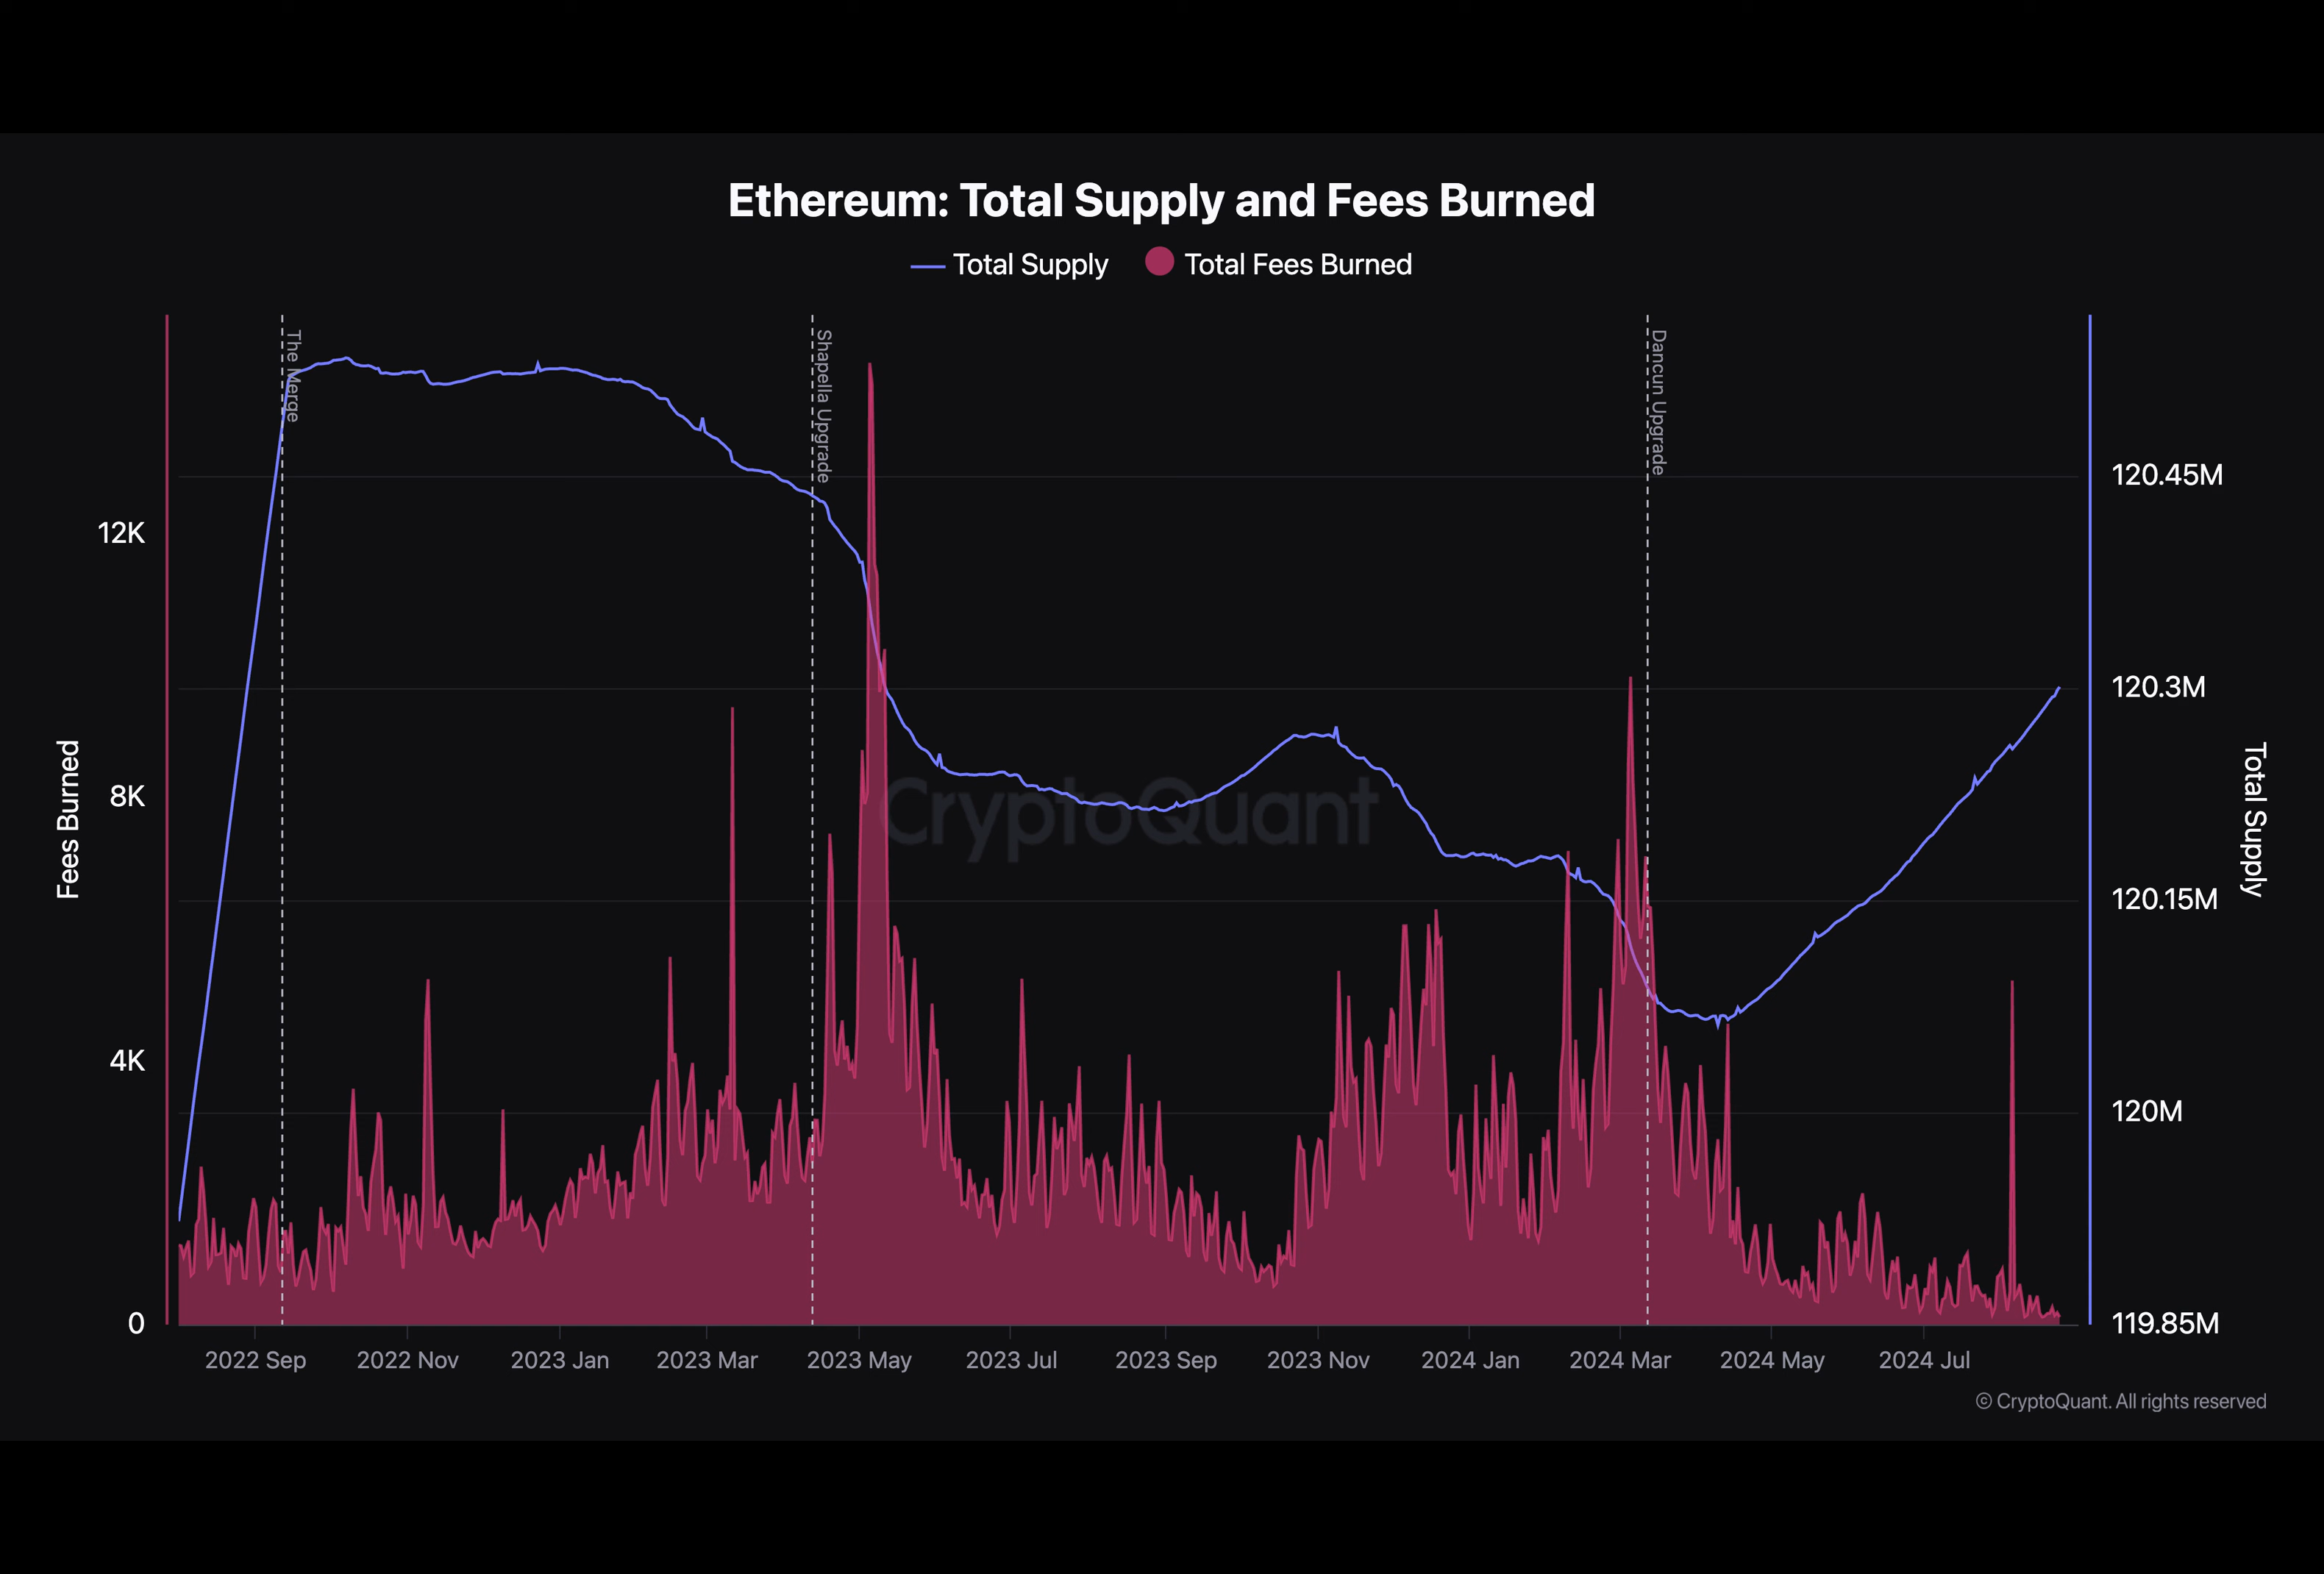 Ethereum: Total Supply and Fees Burned
Total Supply
Total Fees Burned
The Merge
Shapella Upgrade
Dancun Upgrade
Fees Burned
12K
8K
4K
0
CryptoQuant
120.45M
120.3M
120.15M
120M
119.85M
Total Supply
2022 Sep
2022 Nov
2023 Jan
2023 Mar
2023 May
2023 Jul
2023 Sep
2023 Nov
2024 Jan
2024 Mar
2024 May
2024 Jul
© CryptoQuant. All rights reserved